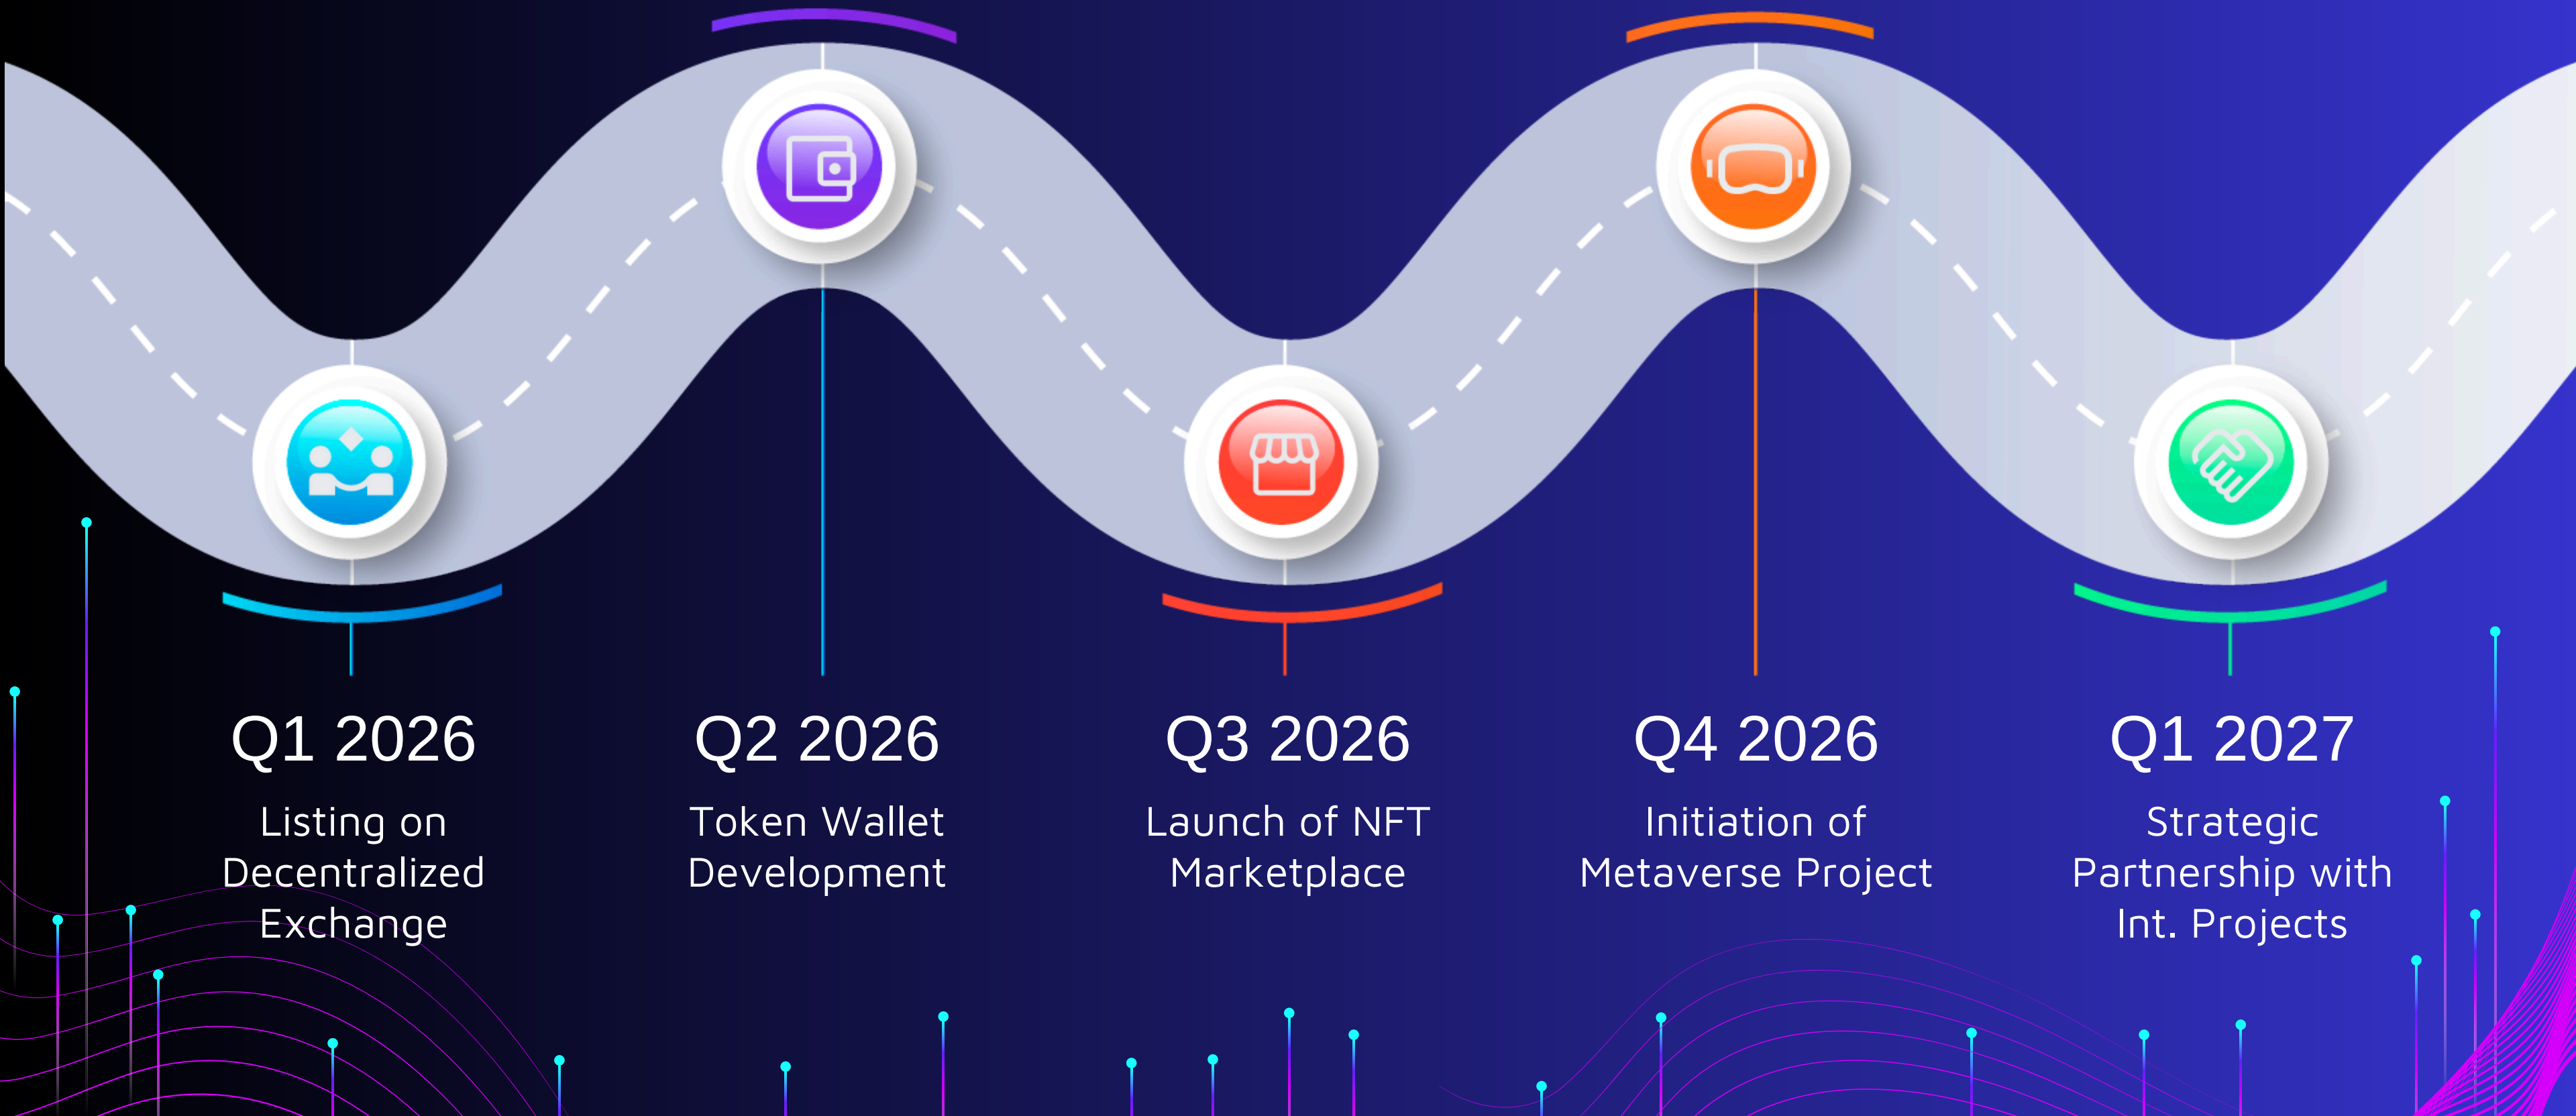 Q1 2026
Listing on
Decentralized
Exchange
Q2 2026
Token Wallet
Development
Q3 2026
Launch of NFT
Marketplace
Q4 2026
Initiation of
Metaverse Project
Q1 2027
Strategic
Partnership with
Int. Projects